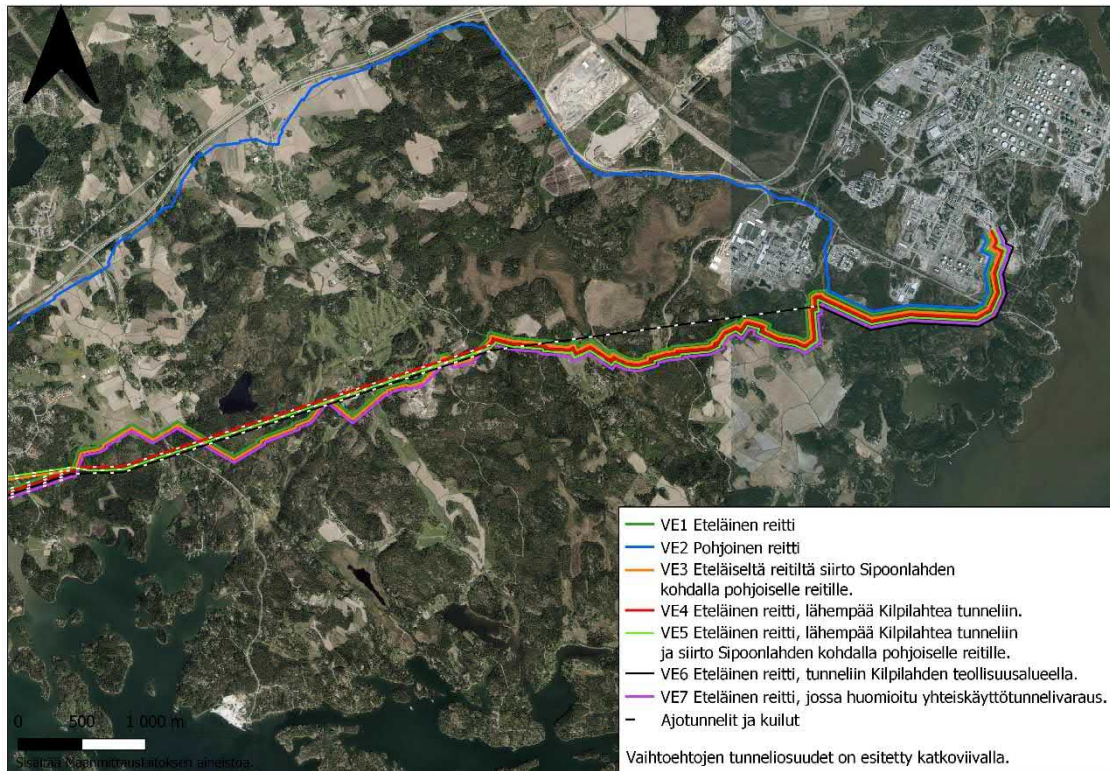 VE1 Eteläinen reitti
VE2 Pohjoinen reitti
VE3 Eteläiseltä reitiltä siirto Sipoonlahden
kohdalla pohjoiselle reitille.
VE4 Eteläinen reitti, lähempää Kilpilahtea tunneliin.
VE5 Eteläinen reitti, lähempää Kilpilahtea tunneliin
ja siirto Sipoonlahden kohdalla pohjoiselle reitille.
VE6 Eteläinen reitti, tunneliin Kilpilahden teollisuusalueella.
VE7 Eteläinen reitti, jossa huomioitu yhteiskäyttötunnelivaraus.
Ajotunnelit ja kuilut
Vaihtoehtojen tunneliosuudet on esitetty katkoviivalla.
0 500 1 000 m
Sisältää Maanmittauslaitoksen aineistoa.